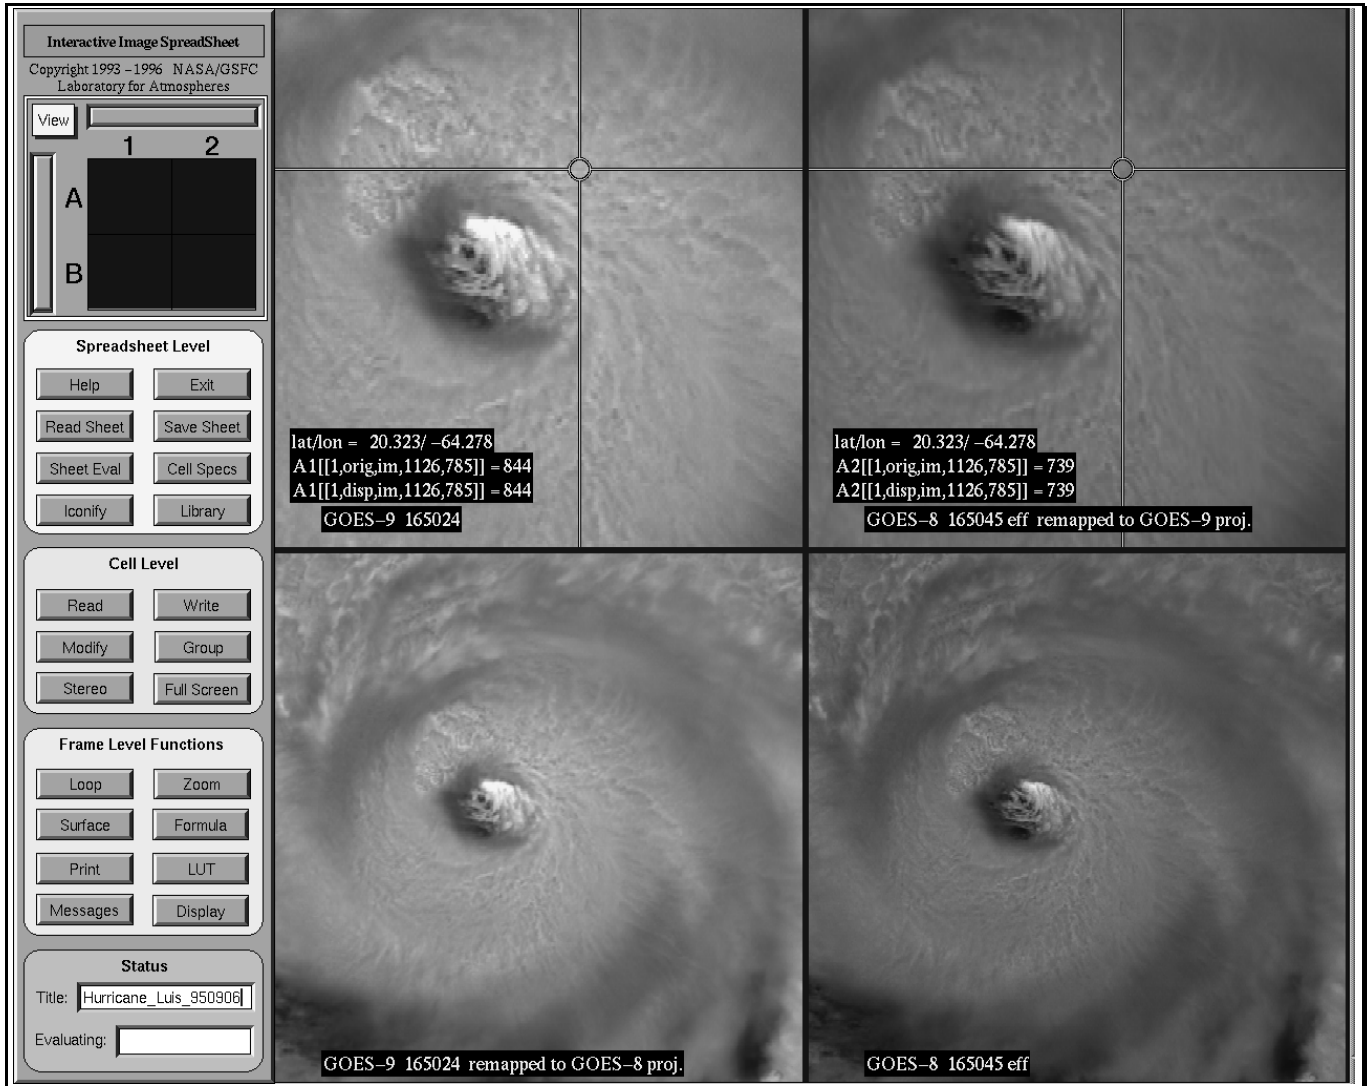 Interactive Image SpreadSheet
Copyright 1993 –1996 NASA/GSFC
Laboratory for Atmospheres
View
1 2
A
B
Spreadsheet Level
Help Exit
Read Sheet Save Sheet
Sheet Eval Cell Specs
Iconify Library
Cell Level
Read Write
Modify Group
Stereo Full Screen
Frame Level Functions
Loop Zoom
Surface Formula
Print LUT
Messages Display
Status
Title: Hurricane_Luis_950906
Evaluating:
lat/lon = 20.323/ –64.278
A1[[1,orig,im,1126,785]] = 844
A1[[1,disp,im,1126,785]] = 844
GOES–9 165024
lat/lon = 20.323/ –64.278
A2[[1,orig,im,1126,785]] = 739
A2[[1,disp,im,1126,785]] = 739
GOES–8 165045 eff remapped to GOES–9 proj.
GOES–9 165024 remapped to GOES–8 proj.
GOES–8 165045 eff